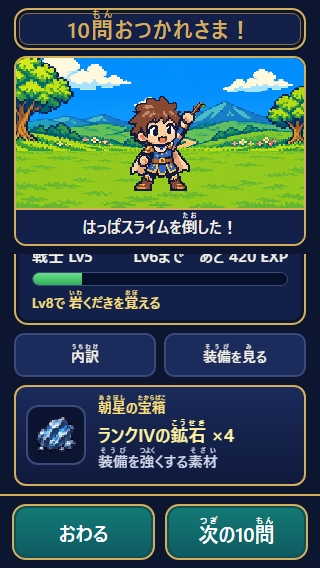 10問おつかれさま！
はっぱスライムを倒した！
戦士 Lv5 Lv6まで あと 420 EXP
Lv8で 岩くだきを覚える
内訳
装備を見る
朝星の宝箱
ランクIVの鉱石 ×4
装備を強くする素材
おわる
次の10問